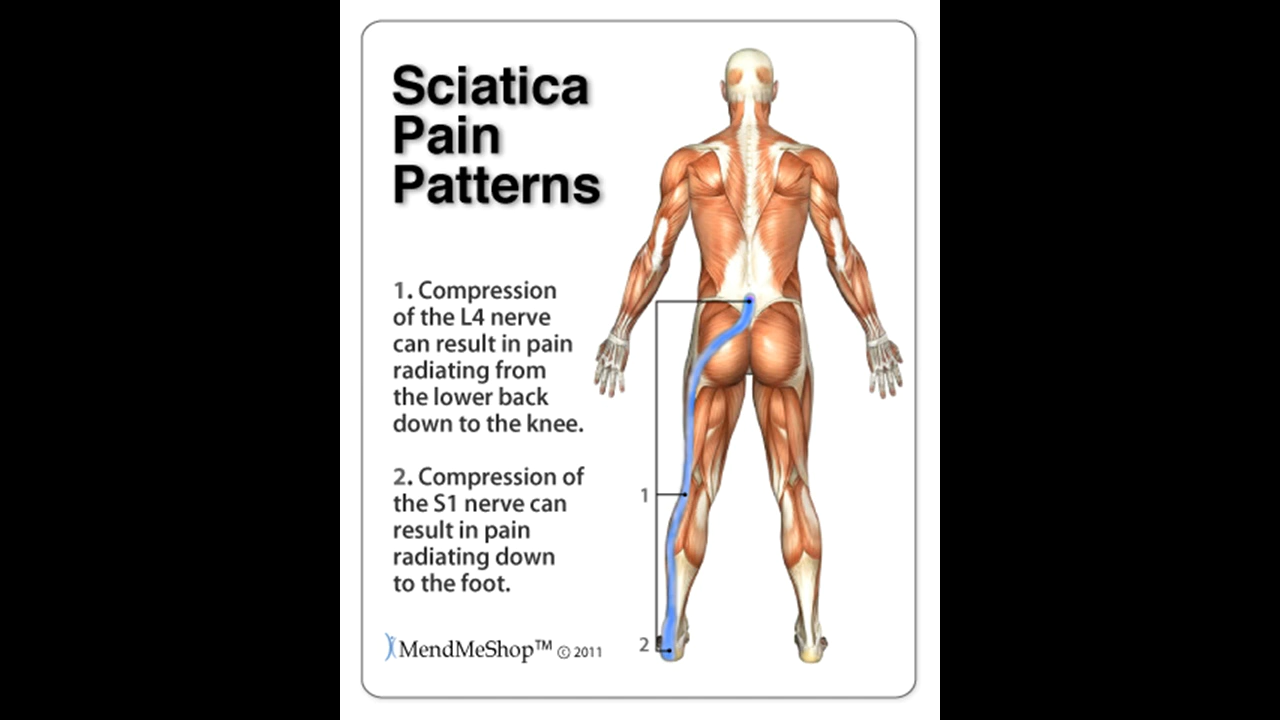 Sciatica
Pain
Patterns
1. Compression
of the L4 nerve
can result in pain
radiating from
the lower back
down to the knee.
2. Compression of
the S1 nerve can
result in pain
radiating down
to the foot.
1
2
MendMeShop™ © 2011